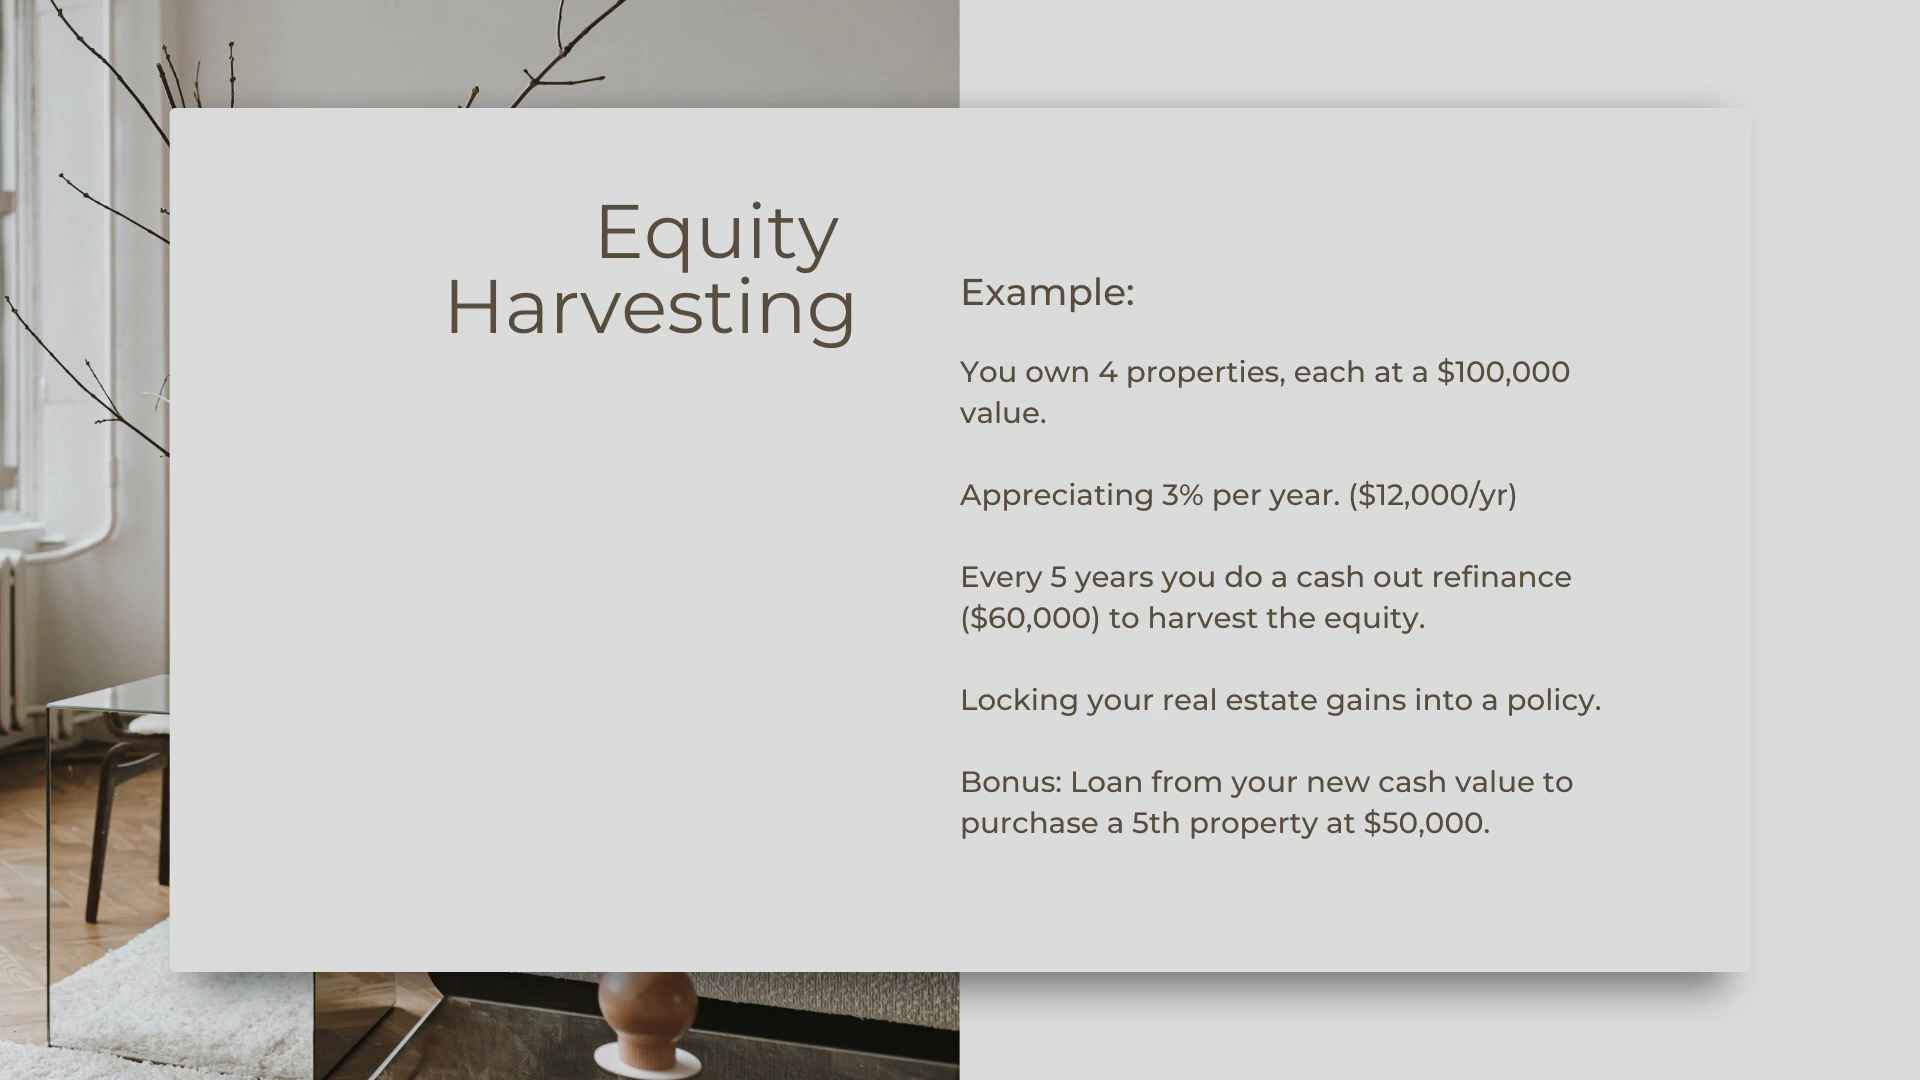 Equity
Harvesting
Example:
You own 4 properties, each at a $100,000
value.
Appreciating 3% per year. ($12,000/yr)
Every 5 years you do a cash out refinance
($60,000) to harvest the equity.
Locking your real estate gains into a policy.
Bonus: Loan from your new cash value to
purchase a 5th property at $50,000.